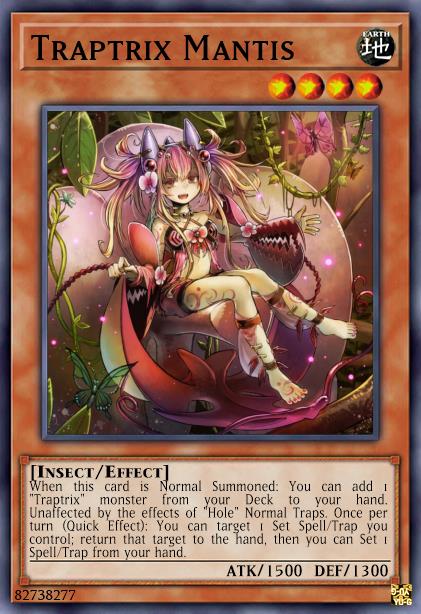 Traptrix Mantis
EARTH
地
[Insect/Effect]
When this card is Normal Summoned: You can add 1
"Traptrix" monster from your Deck to your hand.
Unaffected by the effects of "Hole" Normal Traps. Once per
turn (Quick Effect): You can target 1 Set Spell/Trap you
control; return that target to the hand, then you can Set 1
Spell/Trap from your hand.
ATK/1500 DEF/1300
82738277